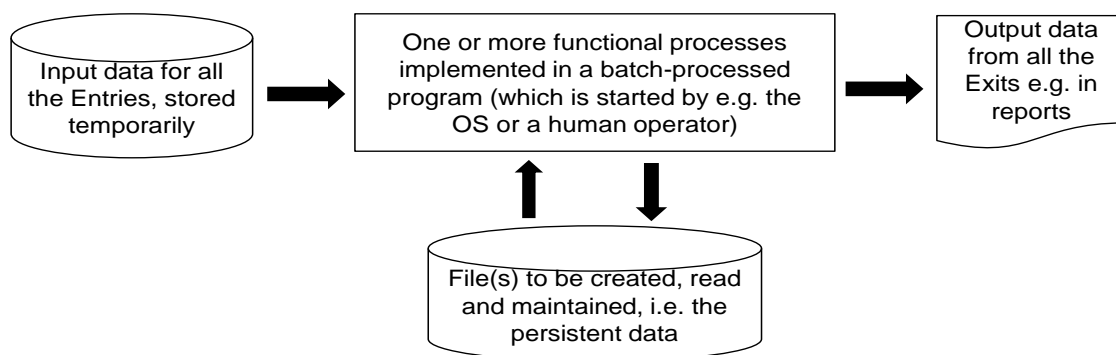 Input data for all
the Entries, stored
temporarily
One or more functional processes
implemented in a batch-processed
program (which is started by e.g. the
OS or a human operator)
Output data
from all the
Exits e.g. in
reports
File(s) to be created, read
and maintained, i.e. the
persistent data